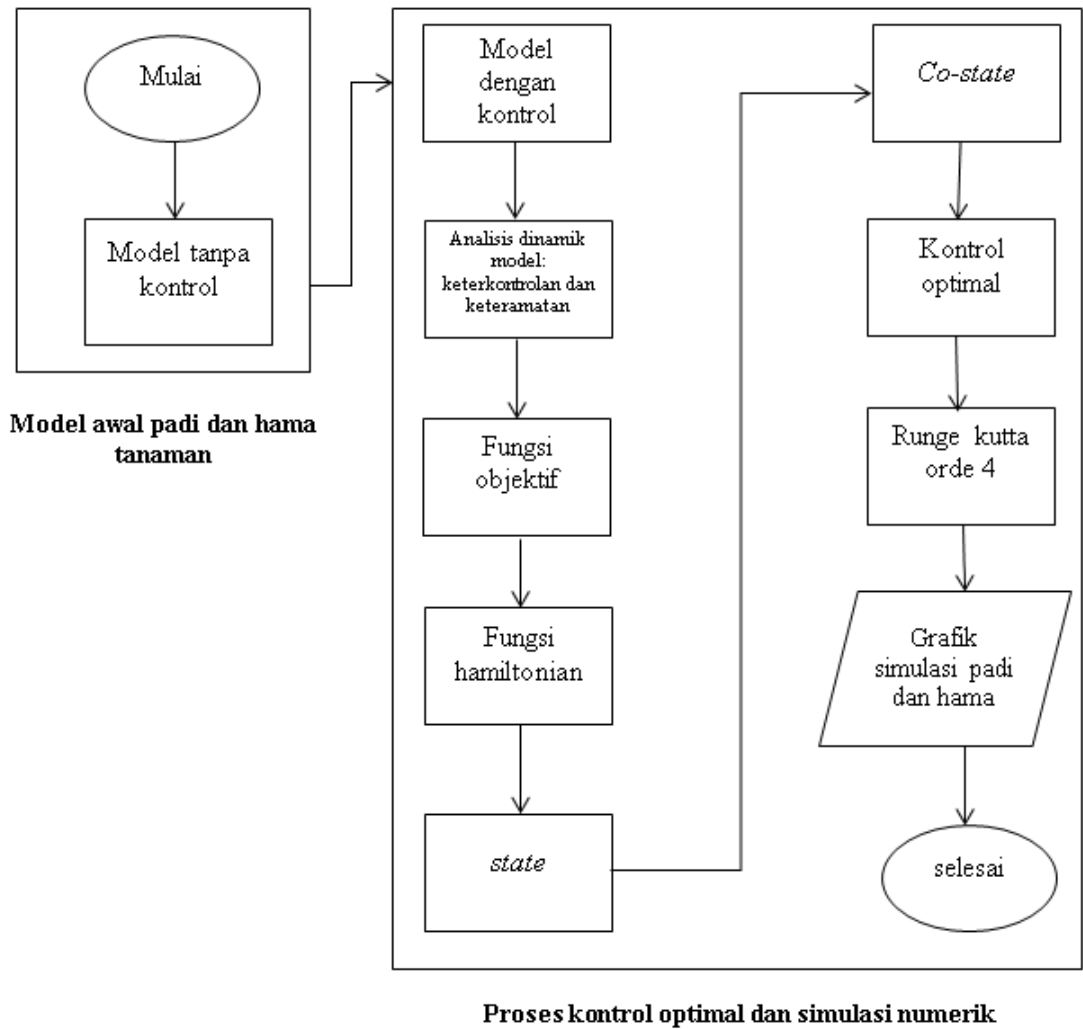 Mulai
Model tanpa
kontrol
Model awal padi dan hama
tanaman
Model
dengan
kontrol
Analisis dinamik
model:
keterkontrolan dan
keteramatan
Fungsi
objektif
Fungsi
hamiltonian
state
Co-state
Kontrol
optimal
Runge kutta
orde 4
Grafik
simulasi padi
dan hama
selesai
Proses kontrol optimal dan simulasi numerik